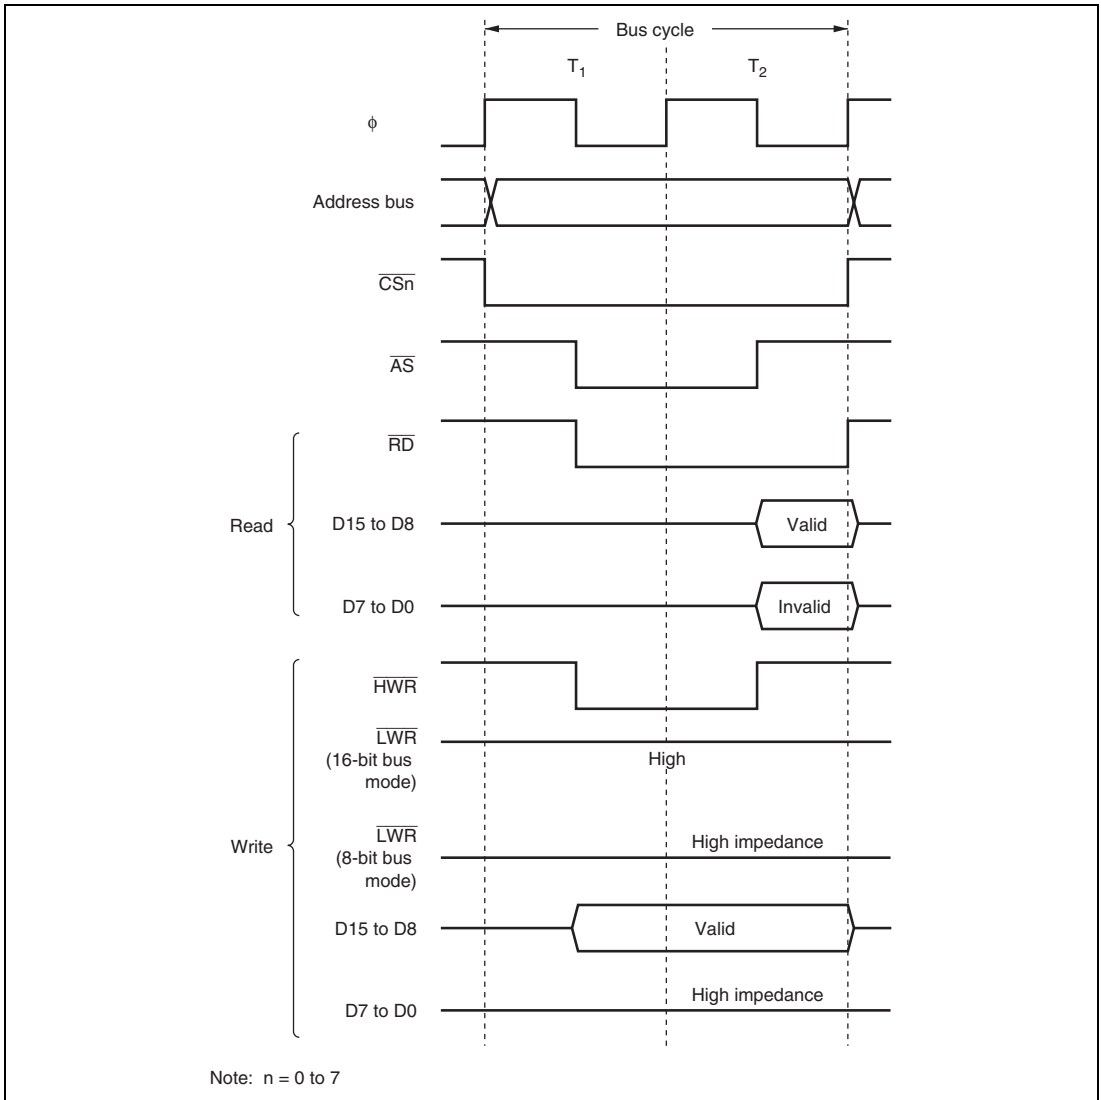 Bus cycle
T1 T2
ϕ
Address bus
CSn
AS
RD
Read
D15 to D8 Valid
D7 to D0 Invalid
HWR
LWR
(16-bit bus
mode)
High
Write
LWR
(8-bit bus
mode)
High impedance
D15 to D8 Valid
D7 to D0 High impedance
Note: n = 0 to 7